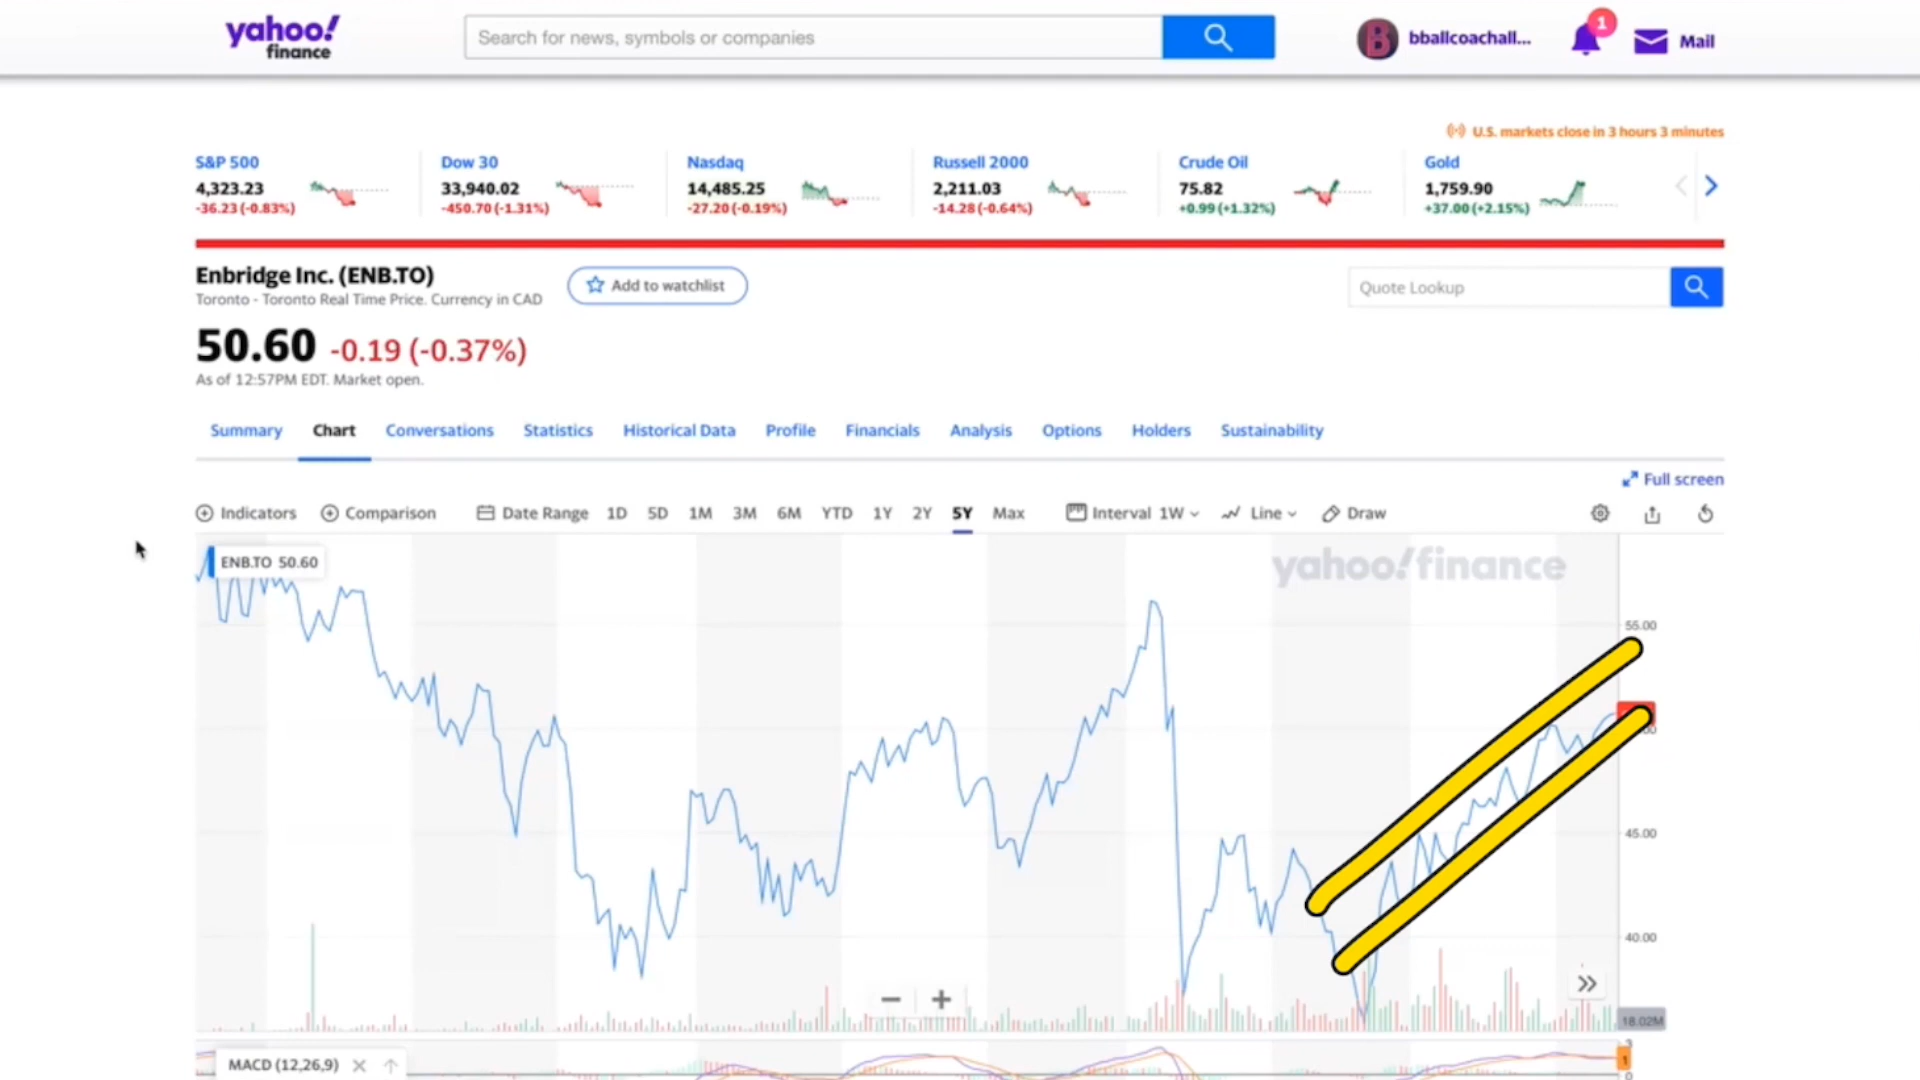 yahoo!
finance
Search for news, symbols or companies
B
bballcoachall...
1
Mail
U.S. markets close in 3 hours 3 minutes
S&P 500
4,323.23
-36.23 (-0.83%)
Dow 30
33,940.02
-450.70 (-1.31%)
Nasdaq
14,485.25
-27.20 (-0.19%)
Russell 2000
2,211.03
-14.28 (-0.64%)
Crude Oil
75.82
+0.99 (+1.32%)
Gold
1,759.90
+37.00 (+2.15%)
Enbridge Inc. (ENB.TO)
Toronto - Toronto Real Time Price. Currency in CAD
Add to watchlist
Quote Lookup
50.60 -0.19 (-0.37%)
As of 12:57PM EDT. Market open.
Summary Chart Conversations Statistics Historical Data Profile Financials Analysis Options Holders Sustainability
Full screen
Indicators Comparison Date Range 1D 5D 1M 3M 6M YTD 1Y 2Y 5Y Max Interval 1W Line Draw
ENB.TO 50.60
yahoo!finance
55.00
45.00
40.00
18.02M
MACD (12,26,9)
3
1
0